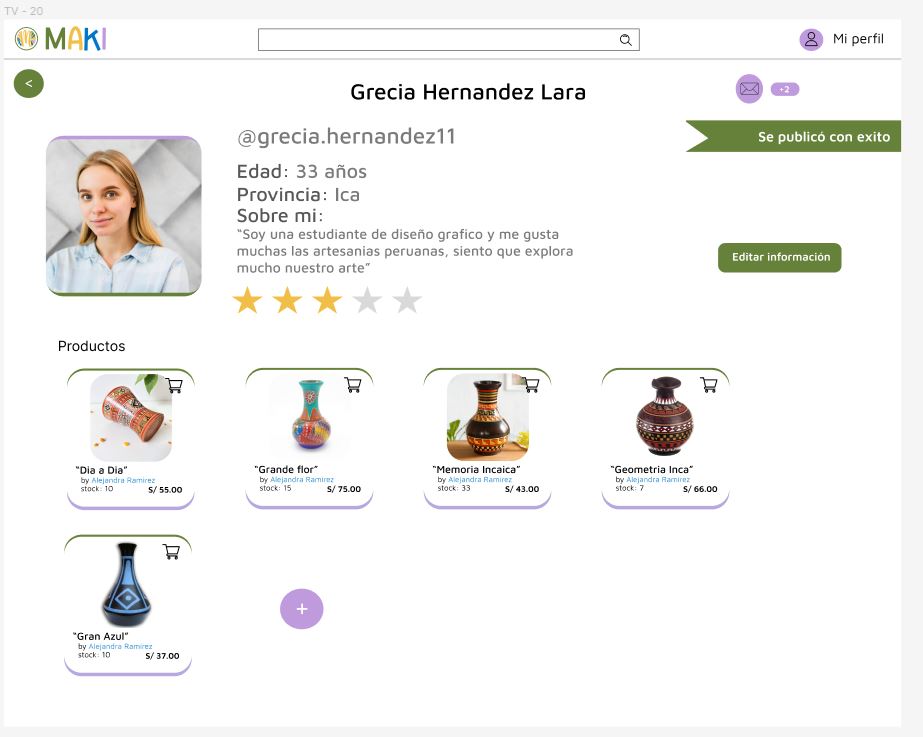 TV - 20
MAKI
Mi perfil
<
Grecia Hernandez Lara
+2
@grecia.hernandez11
Se publicó con exito
Edad: 33 años
Provincia: Ica
Sobre mi:
“Soy una estudiante de diseño grafico y me gusta
muchas las artesanias peruanas, siento que explora
mucho nuestro arte”
Editar información
Productos
“Dia a Dia”
by Alejandra Ramirez
stock: 10
S/ 55.00
“Grande flor”
by Alejandra Ramirez
stock: 15
S/ 75.00
“Memoria Incaica”
by Alejandra Ramirez
stock: 33
S/ 43.00
“Geometria Inca”
by Alejandra Ramirez
stock: 7
S/ 66.00
“Gran Azul”
by Alejandra Ramirez
stock: 10
S/ 37.00
+